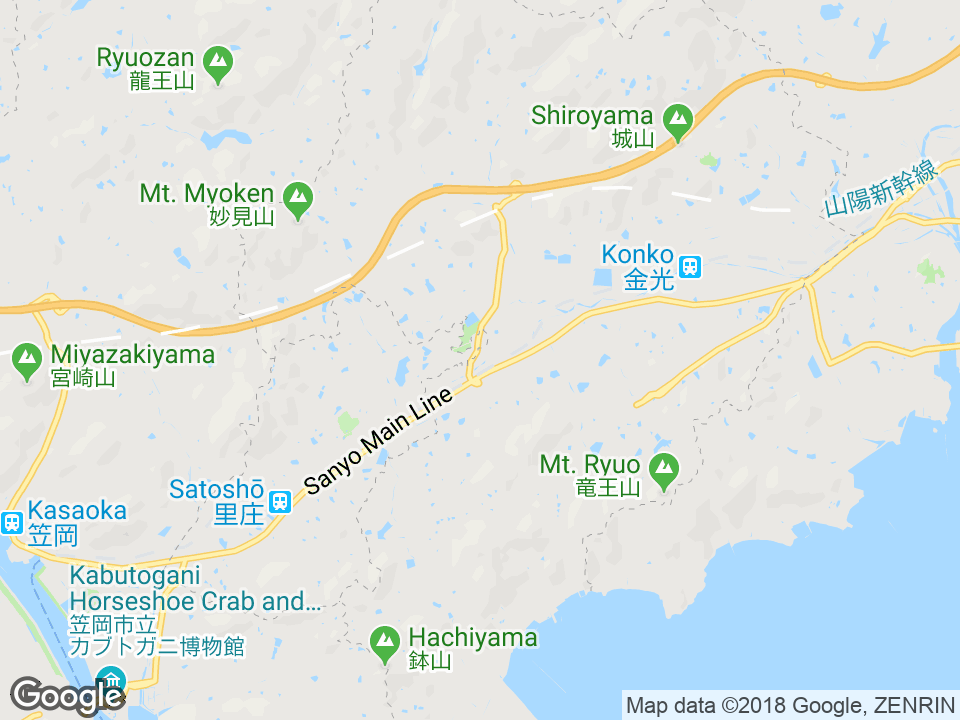 Ryuozan
龍王山
Shiroyama
城山
Mt. Myoken
妙見山
山陽新幹線
Konko
金光
Miyazakiyama
宮崎山
Sanyo Main Line
Mt. Ryuo
竜王山
Satoshō
里庄
Kasaoka
笠岡
Kabutogani
Horseshoe Crab and...
笠岡市立
カブトガニ博物館
Hachiyama
鉢山
Google
Map data ©2018 Google, ZENRIN